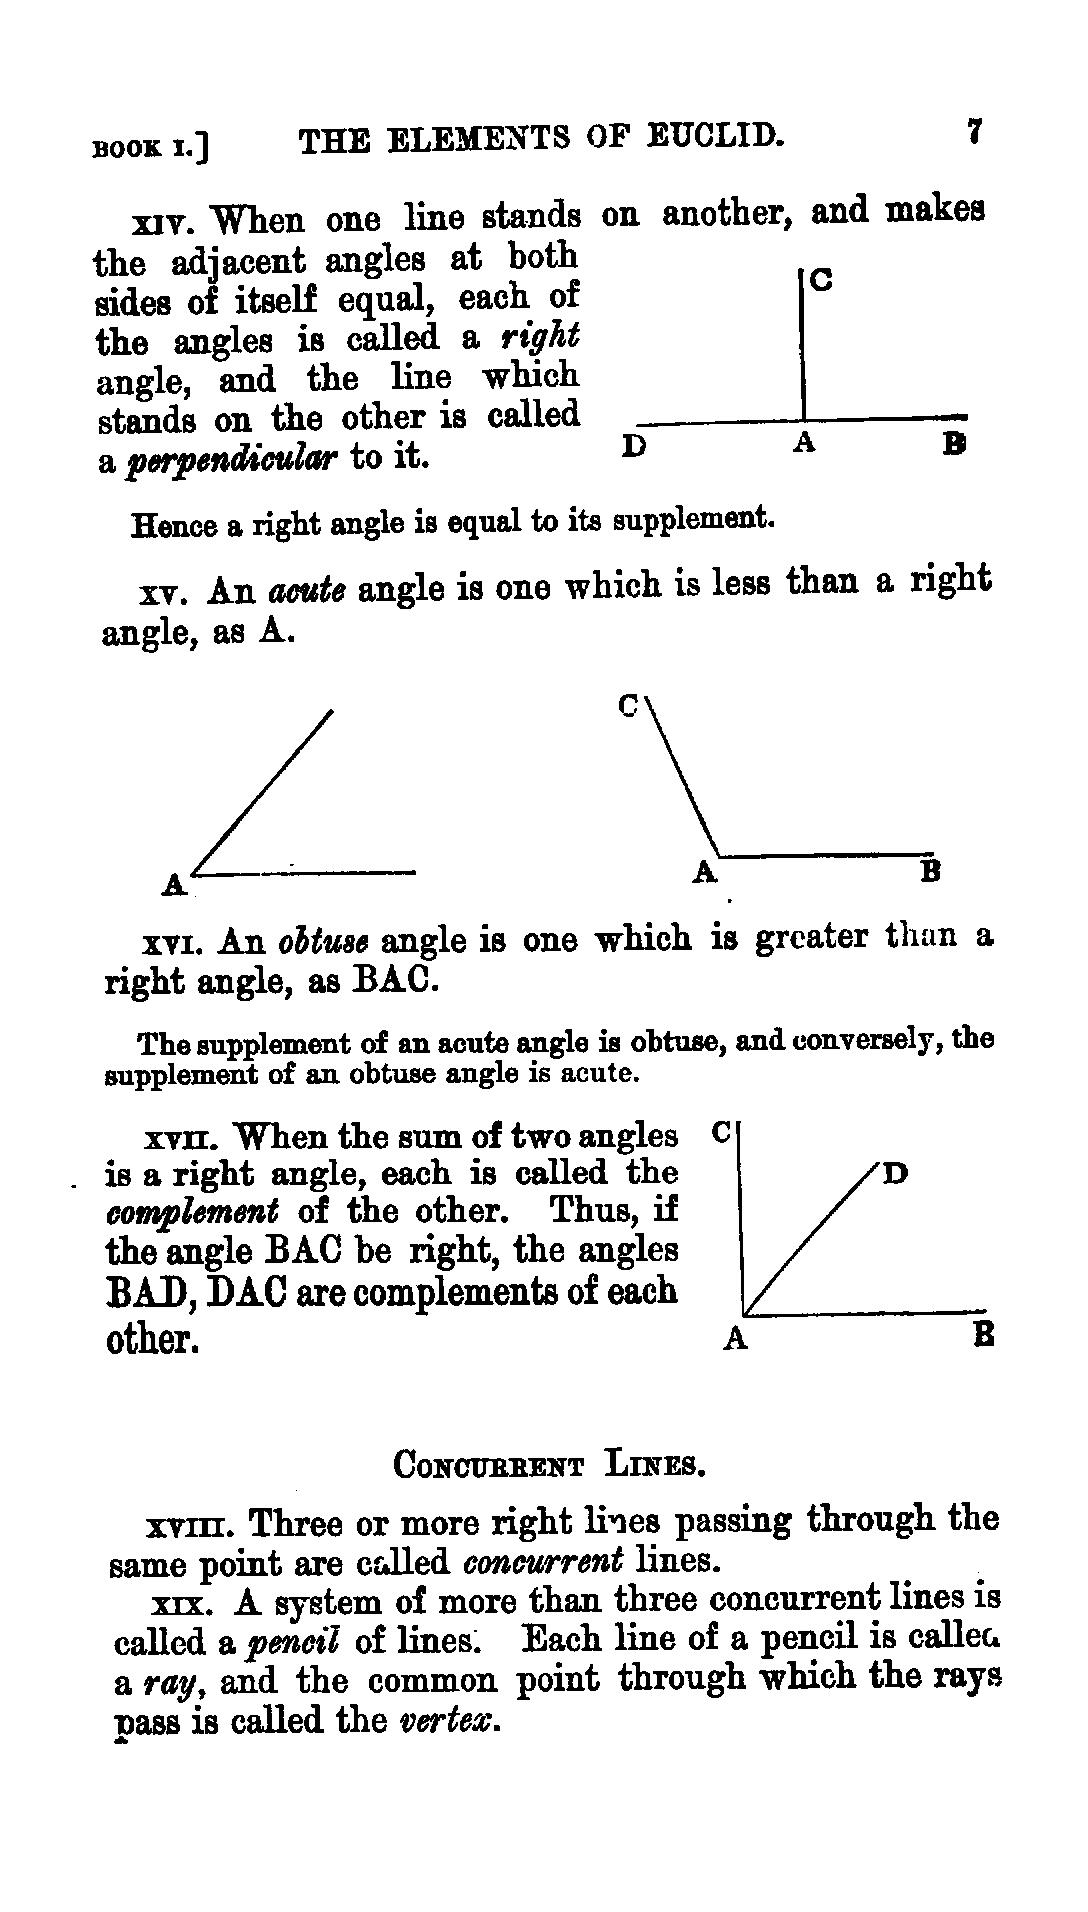 BOOK I.] THE ELEMENTS OF EUCLID. 7
XIV. When one line stands on another, and makes
the adjacent angles at both
sides of itself equal, each of
the angles is called a right
angle, and the line which
stands on the other is called
a perpendicular to it.
C
D A B
Hence a right angle is equal to its supplement.
XV. An acute angle is one which is less than a right
angle, as A.
C
A A B
XVI. An obtuse angle is one which is greater than a
right angle, as BAC.
The supplement of an acute angle is obtuse, and conversely, the
supplement of an obtuse angle is acute.
XVII. When the sum of two angles
is a right angle, each is called the
complement of the other. Thus, if
the angle BAC be right, the angles
BAD, DAC are complements of each
other.
C
D
A B
CONCURRENT LINES.
XVIII. Three or more right lines passing through the
same point are called concurrent lines.
XIX. A system of more than three concurrent lines is
called a pencil of lines. Each line of a pencil is called
a ray, and the common point through which the rays
pass is called the vertex.